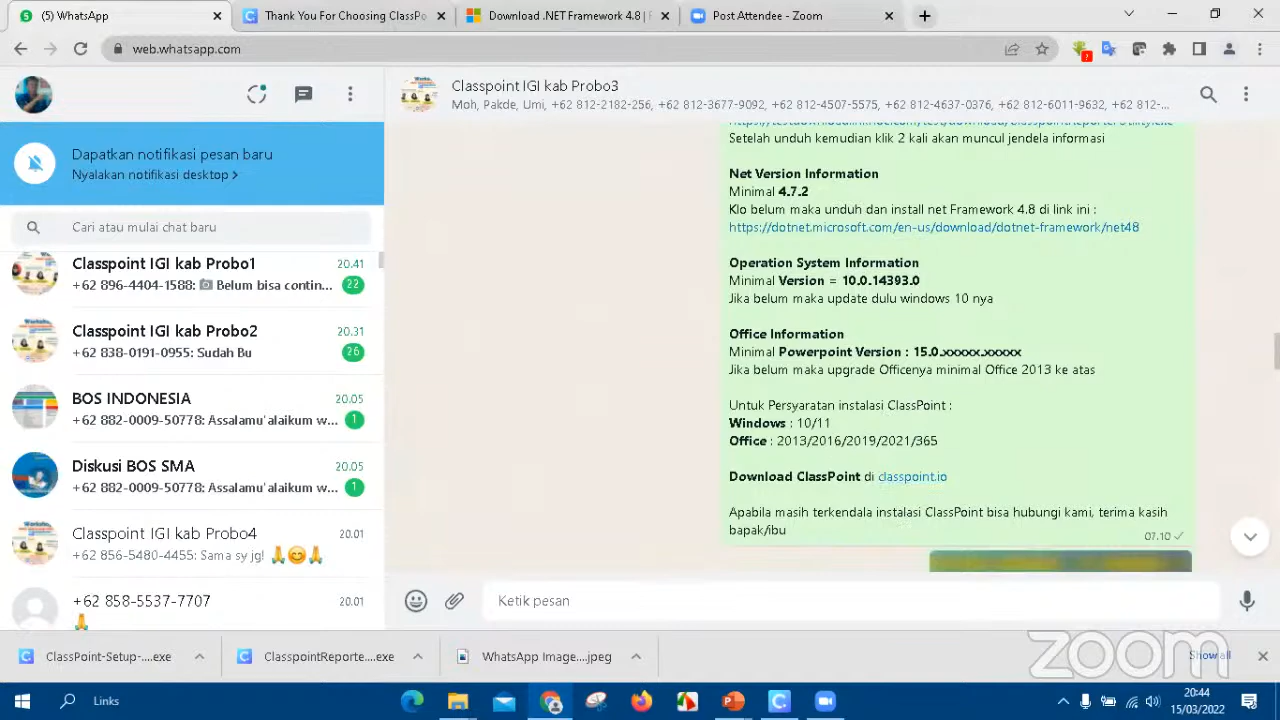 (5) WhatsApp
Thank You For Choosing ClassPo
Download .NET Framework 4.8 | F
Post Attendee - Zoom
web.whatsapp.com
Classpoint IGI kab Probo3
Moh, Pakde, Umi, +62 812-2182-256, +62 812-3677-9092, +62 812-4507-5575, +62 812-4637-0376, +62 812-6011-9632, +62 812-...
Dapatkan notifikasi pesan baru
Nyalakan notifikasi desktop >
Cari atau mulai chat baru
Classpoint IGI kab Probo1
20.41
+62 896-4404-1588: Belum bisa contin...
22
Classpoint IGI kab Probo2
20.31
+62 838-0191-0955: Sudah Bu
26
BOS INDONESIA
20.05
+62 882-0009-50778: Assalamu'alaikum w...
1
Diskusi BOS SMA
20.05
+62 882-0009-50778: Assalamu'alaikum w...
1
Classpoint IGI kab Probo4
20.01
+62 856-5480-4455: Sama sy jg! 🙏😊🙏
+62 858-5537-7707
20.01
🙏
Setelah unduh kemudian klik 2 kali akan muncul jendela informasi
Net Version Information
Minimal 4.7.2
Klo belum maka unduh dan install net Framework 4.8 di link ini :
https://dotnet.microsoft.com/en-us/download/dotnet-framework/net48
Operation System Information
Minimal Version = 10.0.14393.0
Jika belum maka update dulu windows 10 nya
Office Information
Minimal Powerpoint Version : 15.0.xxxxx.xxxxx
Jika belum maka upgrade Officenya minimal Office 2013 ke atas
Untuk Persyaratan instalasi ClassPoint :
Windows : 10/11
Office : 2013/2016/2019/2021/365
Download ClassPoint di classpoint.io
Apabila masih terkendala instalasi ClassPoint bisa hubungi kami, terima kasih
bapak/ibu
07.10
Ketik pesan
ClassPoint-Setup-....exe
ClasspointReporte....exe
WhatsApp Image....jpeg
Show all
zoom
Links
20:44
15/03/2022